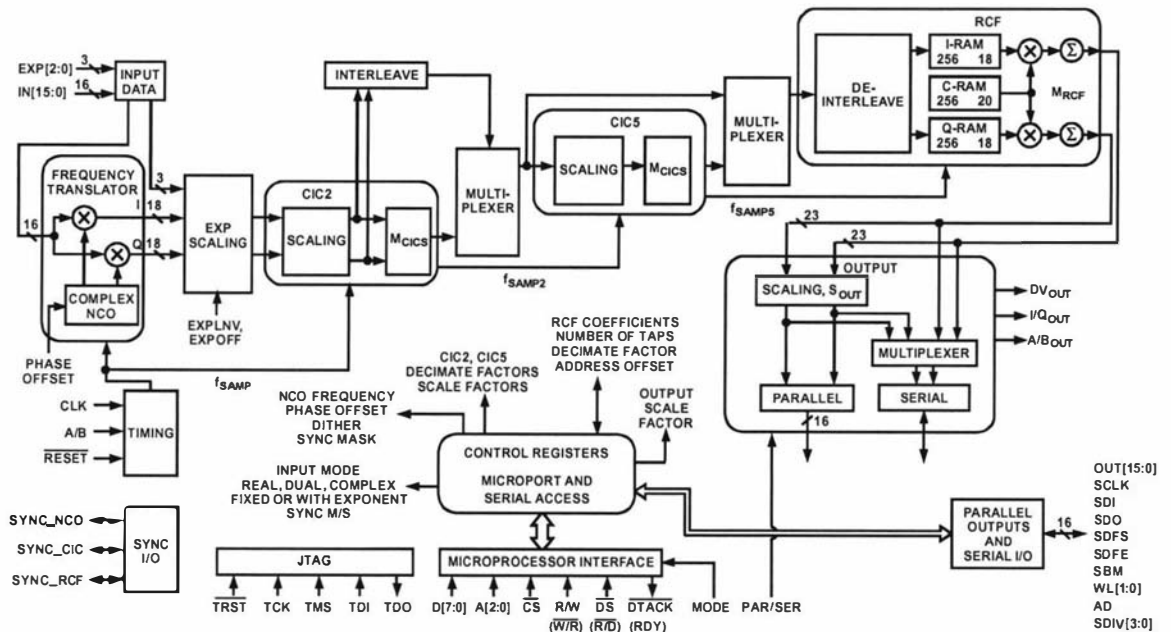 EXP[2:0]
3
IN[15:0]
16
INPUT
DATA
FREQUENCY
TRANSLATOR
3
I
18
16
Q
18
COMPLEX
NCO
PHASE
OFFSET
EXP
SCALING
EXPLNV,
EXPOFF
INTERLEAVE
CIC2
SCALING
MCICS
MULTI-
PLEXER
fSAMP
fSAMP2
CIC5
SCALING
MCICS
fSAMP5
MULTI-
PLEXER
RCF
DE-
INTERLEAVE
I-RAM
256 18
C-RAM
256 20
Q-RAM
256 18
MRCF
Σ
Σ
23
23
OUTPUT
SCALING, SOUT
MULTIPLEXER
PARALLEL
SERIAL
16
DVOUT
I/QOUT
A/BOUT
CLK
A/B
RESET
TIMING
SYNC_NCO
SYNC_CIC
SYNC_RCF
SYNC
I/O
CIC2, CIC5
DECIMATE FACTORS
SCALE FACTORS
RCF COEFFICIENTS
NUMBER OF TAPS
DECIMATE FACTOR
ADDRESS OFFSET
NCO FREQUENCY
PHASE OFFSET
DITHER
SYNC MASK
OUTPUT
SCALE
FACTOR
INPUT MODE
REAL, DUAL, COMPLEX
FIXED OR WITH EXPONENT
SYNC M/S
CONTROL REGISTERS
MICROPORT AND
SERIAL ACCESS
JTAG
TRST TCK TMS TDI TDO
MICROPROCESSOR INTERFACE
D[7:0] A[2:0] CS R/W DS DTACK MODE PAR/SER
(W/R) (R/D) (RDY)
PARALLEL
OUTPUTS
AND
SERIAL I/O
16
OUT[15:0]
SCLK
SDI
SDO
SDFS
SDFE
SBM
WL[1:0]
AD
SDIV[3:0]